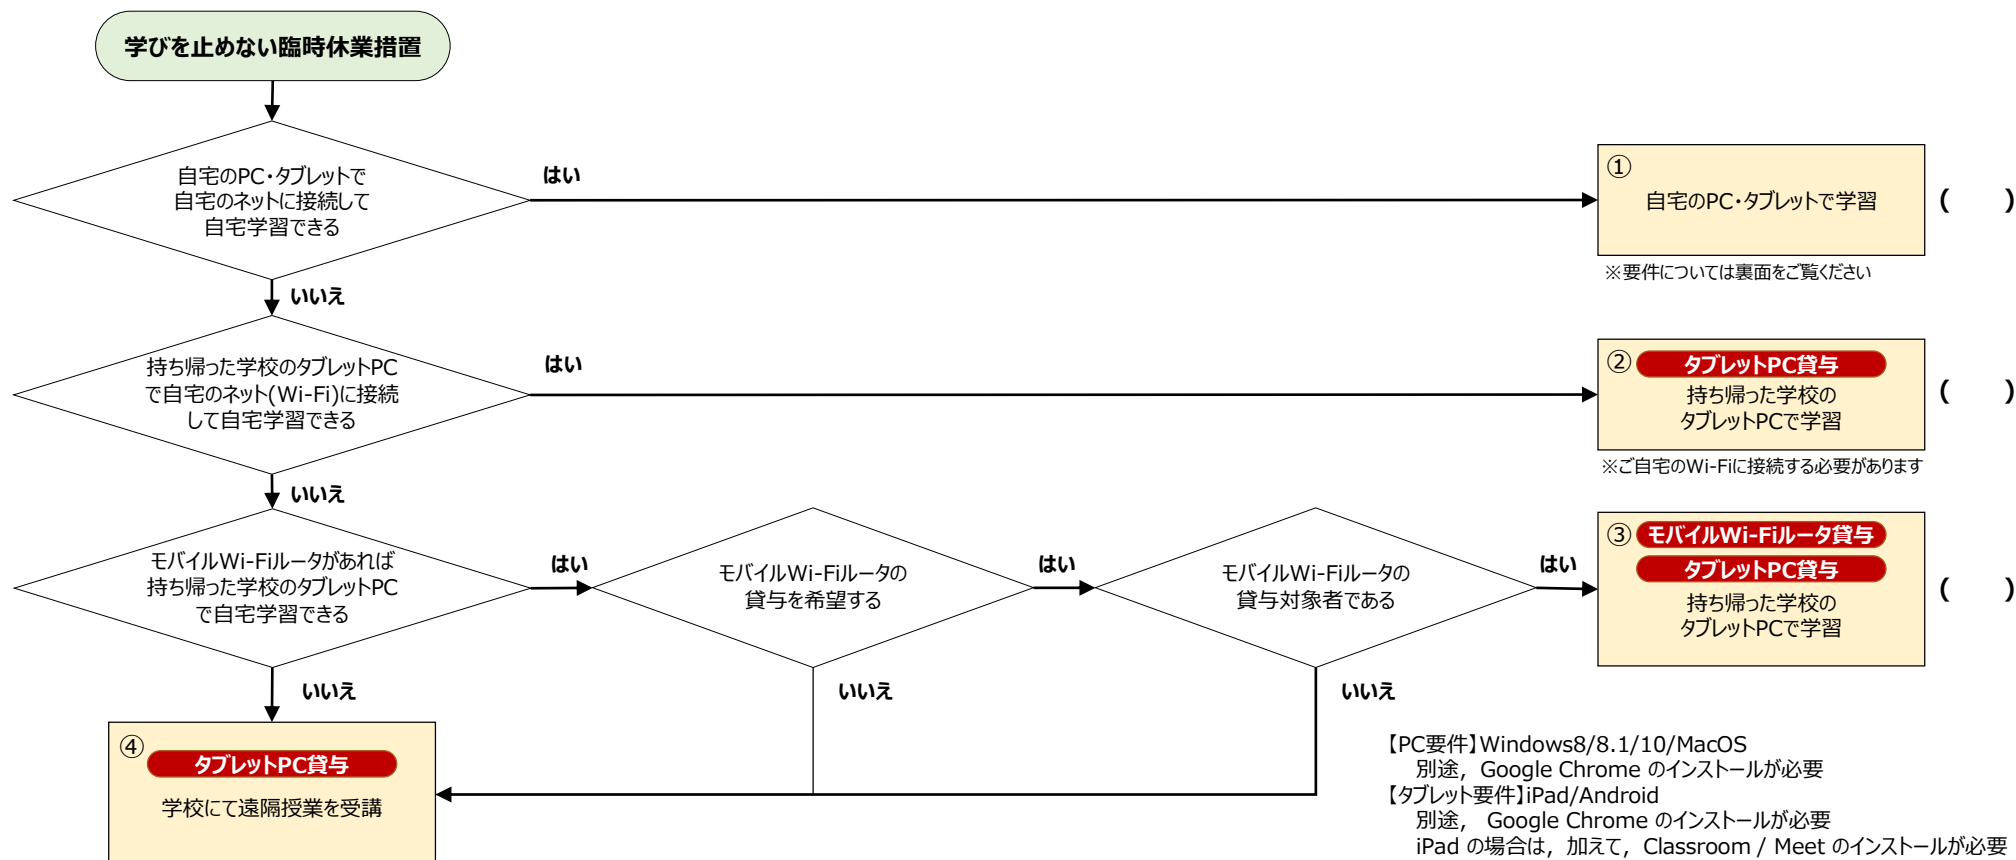 学びを止めない臨時休業措置
自宅のPC・タブレットで
自宅のネットに接続して
自宅学習できる
はい
①
自宅のPC・タブレットで学習
(　　)
※要件については裏面をご覧ください
いいえ
持ち帰った学校のタブレットPC
で自宅のネット(Wi-Fi)に接続
して自宅学習できる
はい
② タブレットPC貸与
持ち帰った学校の
タブレットPCで学習
(　　)
※ご自宅のWi-Fiに接続する必要があります
いいえ
モバイルWi-Fiルータがあれば
持ち帰った学校のタブレットPC
で自宅学習できる
はい
モバイルWi-Fiルータの
貸与を希望する
はい
モバイルWi-Fiルータの
貸与対象者である
はい
③ モバイルWi-Fiルータ貸与
タブレットPC貸与
持ち帰った学校の
タブレットPCで学習
(　　)
いいえ
いいえ
いいえ
④
タブレットPC貸与
学校にて遠隔授業を受講
【PC要件】Windows8/8.1/10/MacOS
別途，Google Chrome のインストールが必要
【タブレット要件】iPad/Android
別途， Google Chrome のインストールが必要
iPad の場合は，加えて，Classroom / Meet のインストールが必要